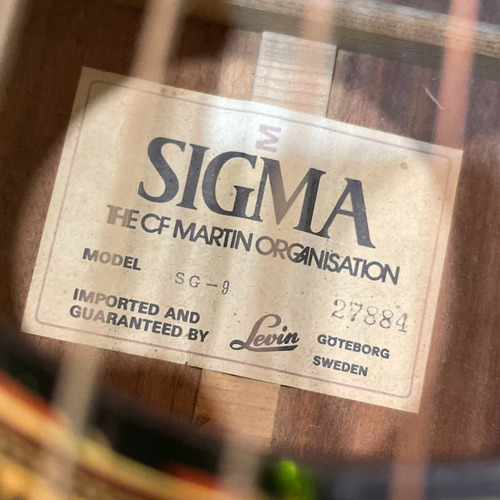 M
SIGMA
THE CF MARTIN ORGANISATION
MODEL SG-9
27884
IMPORTED AND
GUARANTEED BY
Levin
GÖTEBORG
SWEDEN